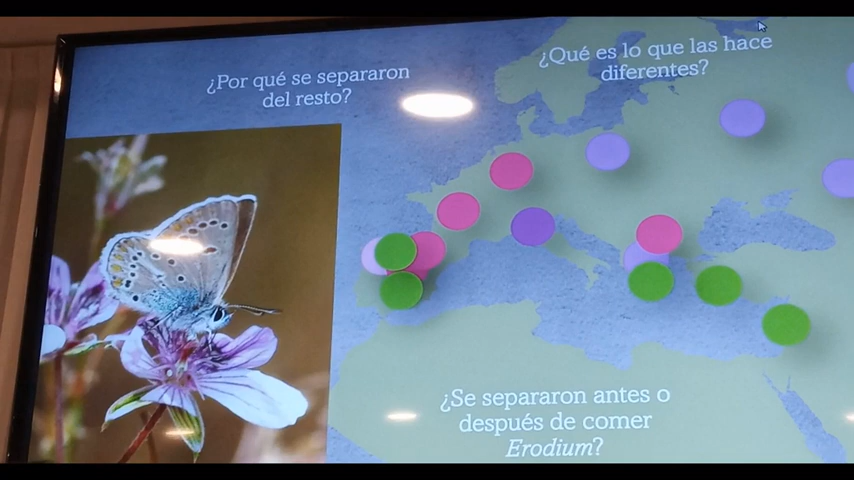 ¿Por qué se separaron
del resto?
¿Qué es lo que las hace
diferentes?
¿Se separaron antes o
después de comer
Erodium?